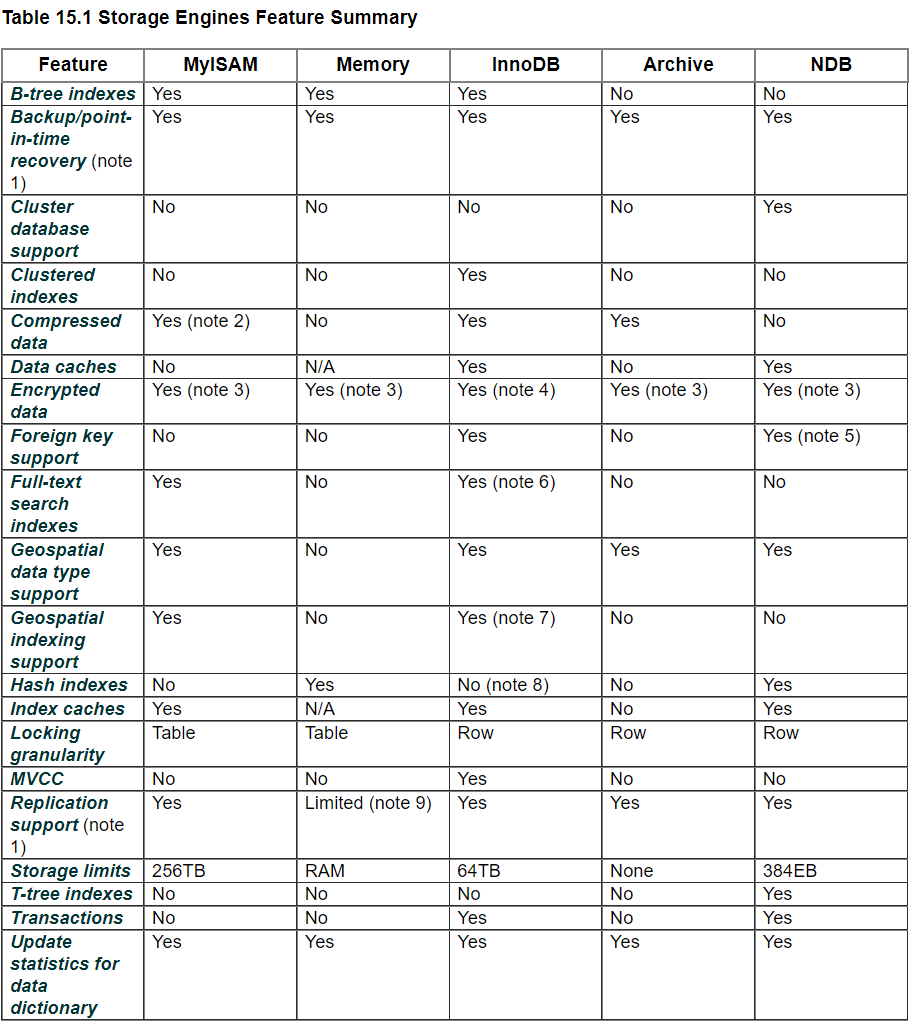 Table 15.1 Storage Engines Feature Summary
Feature MyISAM Memory InnoDB Archive NDB
B-tree indexes Yes Yes Yes No No
Backup/point- Yes Yes Yes Yes Yes
in-time
recovery (note
1)
Cluster No No No No Yes
database
support
Clustered No No Yes No No
indexes
Compressed Yes (note 2) No Yes Yes No
data
Data caches No N/A Yes No Yes
Encrypted Yes (note 3) Yes (note 3) Yes (note 4) Yes (note 3) Yes (note 3)
data
Foreign key No No Yes No Yes (note 5)
support
Full-text Yes No Yes (note 6) No No
search
indexes
Geospatial Yes No Yes Yes Yes
data type
support
Geospatial Yes No Yes (note 7) No No
indexing
support
Hash indexes No Yes No (note 8) No Yes
Index caches Yes N/A Yes No Yes
Locking Table Table Row Row Row
granularity
MVCC No No Yes No No
Replication Yes Limited (note 9) Yes Yes Yes
support (note
1)
Storage limits 256TB RAM 64TB None 384EB
T-tree indexes No No No No Yes
Transactions No No Yes No Yes
Update Yes Yes Yes Yes Yes
statistics for
data
dictionary